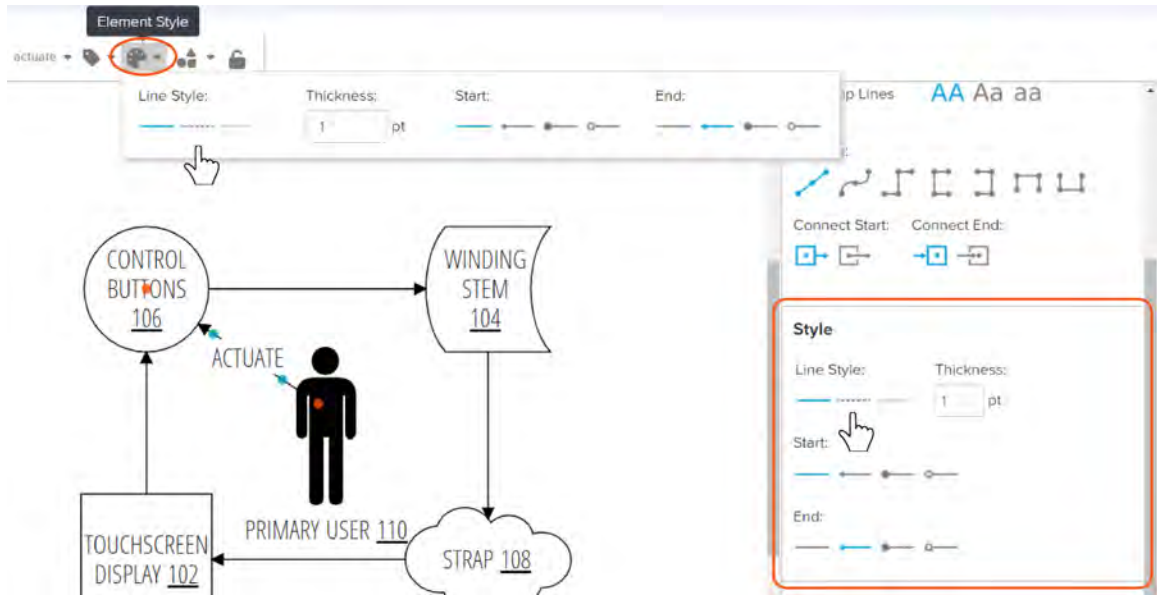 Element Style
actuate
Line Style:
Thickness:
Start:
End:
1
pt
ip Lines
AA Aa aa
Connect Start:
Connect End:
Style
Line Style:
Thickness:
1
pt
Start:
End:
CONTROL
BUTTONS
106
WINDING
STEM
104
ACTUATE
PRIMARY USER 110
TOUCHSCREEN
DISPLAY 102
STRAP 108